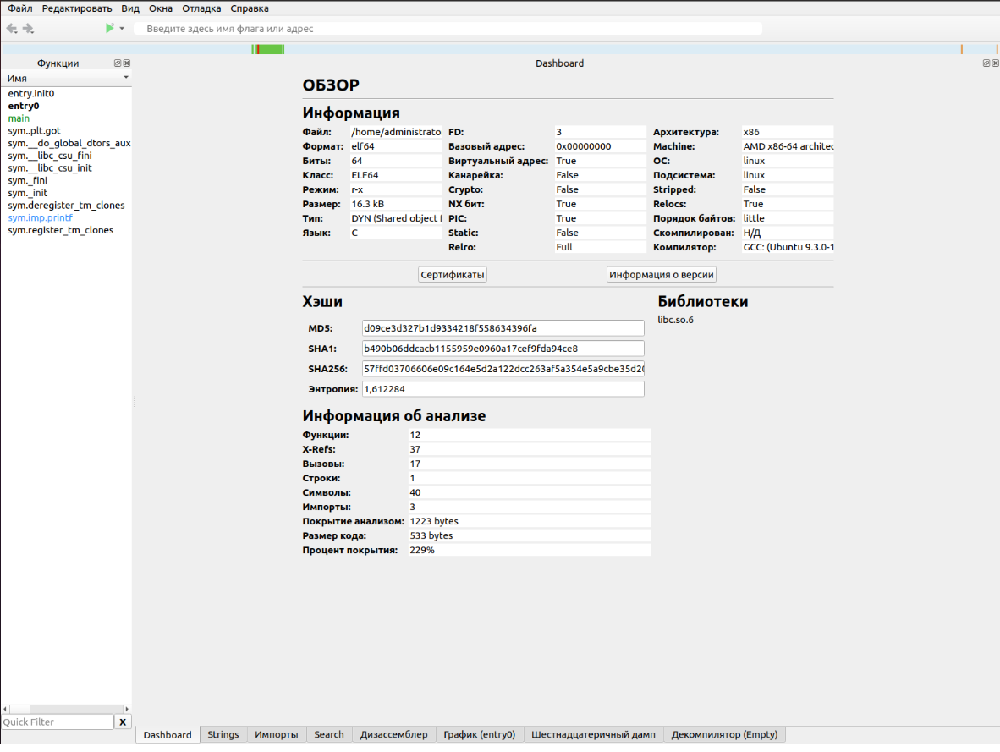 Файл Редактировать Вид Окна Отладка Справка
Введите здесь имя флага или адрес
Функции
Dashboard
Имя
entry.init0
entry0
main
sym..plt.got
sym.__do_global_dtors_aux
sym.__libc_csu_fini
sym.__libc_csu_init
sym._fini
sym._init
sym.deregister_tm_clones
sym.imp.printf
sym.register_tm_clones
Quick Filter X
ОБЗОР
Информация
Файл: /home/administrato FD: 3 Архитектура: x86
Формат: elf64 Базовый адрес: 0x00000000 Machine: AMD x86-64 architec
Биты: 64 Виртуальный адрес: True ОС: linux
Класс: ELF64 Канарейка: False Подсистема: linux
Режим: r-x Crypto: False Stripped: False
Размер: 16.3 kB NX бит: True Relocs: True
Тип: DYN (Shared object f PIC: True Порядок байтов: little
Язык: C Static: False Скомпилирован: Н/Д
Relro: Full Компилятор: GCC: (Ubuntu 9.3.0-1
Сертификаты Информация о версии
Хэши
MD5: d09ce3d327b1d9334218f558634396fa
SHA1: b490b06ddcacb1155959e0960a17cef9fda94ce8
SHA256: 57ffd03706606e09c164e5d2a122dcc263af5a354e5a9cbe35d20
Энтропия: 1,612284
Библиотеки
libc.so.6
Информация об анализе
Функции: 12
X-Refs: 37
Вызовы: 17
Строки: 1
Символы: 40
Импорты: 3
Покрытие анализом: 1223 bytes
Размер кода: 533 bytes
Процент покрытия: 229%
Dashboard Strings Импорты Search Дизассемблер График (entry0) Шестнадцатеричный дамп Декомпилятор (Empty)